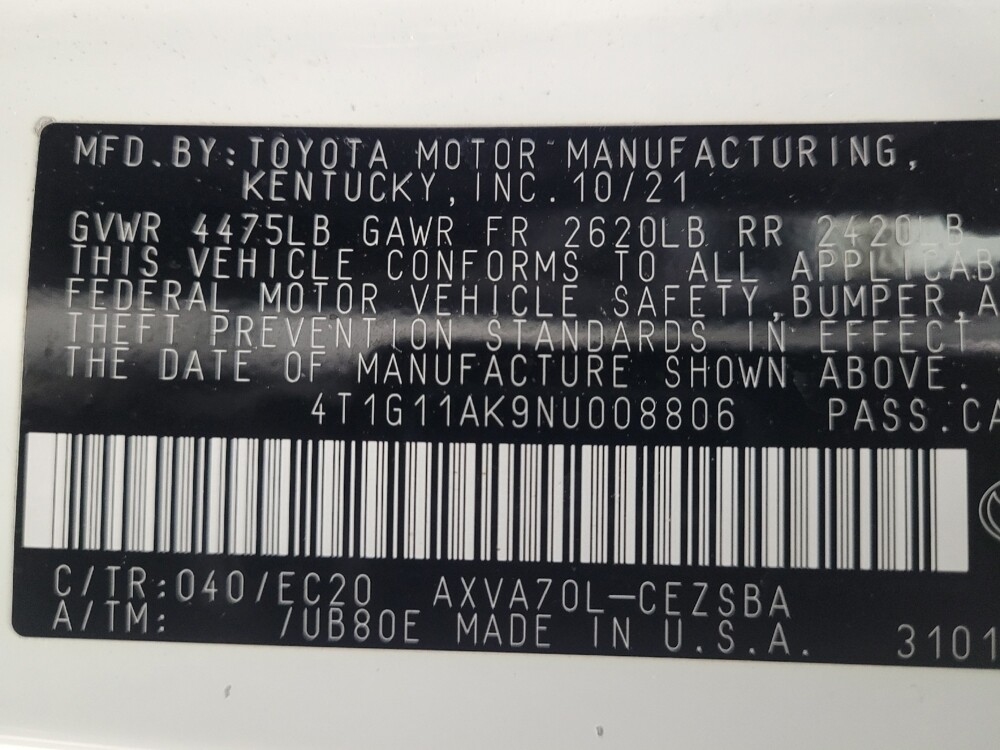 MFD.BY:TOYOTA MOTOR MANUFACTURING,
KENTUCKY,INC.10/21
GVWR 4475LB GAWR FR 2620LB RR 2420LB
THIS VEHICLE CONFORMS TO ALL APPLICAB
FEDERAL MOTOR VEHICLE SAFETY,BUMPER,A
THEFT PREVENTION STANDARDS IN EFFECT
THE DATE OF MANUFACTURE SHOWN ABOVE.
4T1G11AK9NU008806 PASS.CA
C/TR:040/EC20 AXVA70L-CEZSBA
A/TM: /UB80E MADE IN U.S.A. 3101